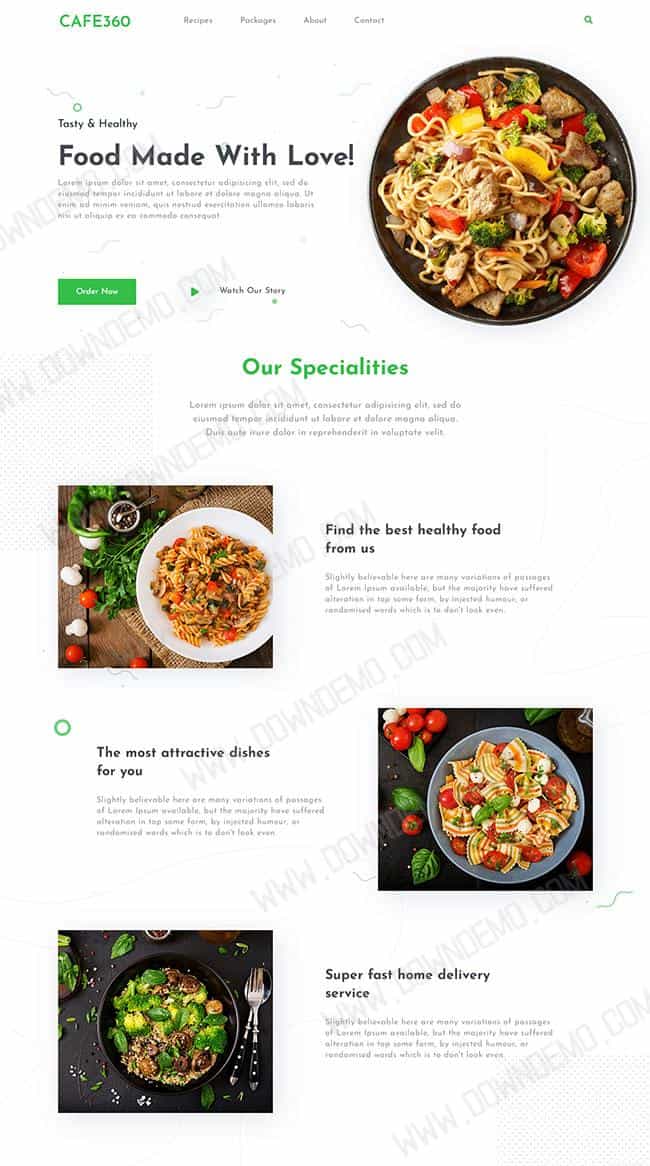 CAFE360
Recipes Packages About Contact
Tasty & Healthy
Food Made With Love!
Lorem ipsum dolor sit amet, consectetur adipisicing elit, sed do
eiusmod tempor incididunt ut labore et dolore magna aliqua. Ut
enim ad minim veniam, quis nostrud exercitation ullamco laboris
nisi ut aliquip ex ea commodo consequat
Order Now
Watch Our Story
Our Specialities
Lorem ipsum dolor sit amet, consectetur adipisicing elit, sed do
eiusmod tempor incididunt ut labore et dolore magna aliqua.
Duis aute irure dolor in reprehenderit in voluptate velit.
Find the best healthy food
from us
Slightly believable here are many variations of passages
of Lorem Ipsum available, but the majority have suffered
alteration in top some form, by injected humour, or
randomised words which is to don't look even.
The most attractive dishes
for you
Slightly believable here are many variations of passages
of Lorem Ipsum available, but the majority have suffered
alteration in top some form, by injected humour, or
randomised words which is to don't look even.
Super fast home delivery
service
Slightly believable here are many variations of passages
of Lorem Ipsum available, but the majority have suffered
alteration in top some form, by injected humour, or
randomised words which is to don't look even.
WWW.DOWNDEMO.COM
WWW.DOWNDEMO.COM
WWW.DOWNDEMO.COM
WWW.DOWNDEMO.COM
WWW.DOWNDEMO.COM
WWW.DOWNDEMO.COM